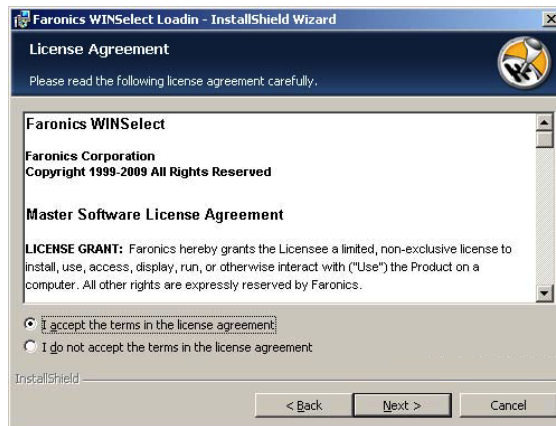 Faronics WINSelect Loadin - InstallShield Wizard
License Agreement
Please read the following license agreement carefully.
Faronics WINSelect
Faronics Corporation
Copyright 1999-2009 All Rights Reserved
Master Software License Agreement
LICENSE GRANT: Faronics hereby grants the Licensee a limited, non-exclusive license to
install, use, access, display, run, or otherwise interact with ("Use") the Product on a
computer. All other rights are expressly reserved by Faronics.
I accept the terms in the license agreement
I do not accept the terms in the license agreement
InstallShield
< Back
Next >
Cancel